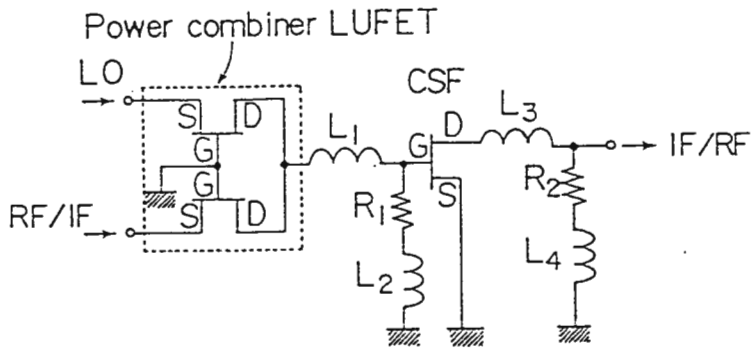 Power combiner LUFET
LO
CSF
S
D
G
G
S
D
RF/IF
L1
G
D
S
L3
IF/RF
R1
L2
R2
L4